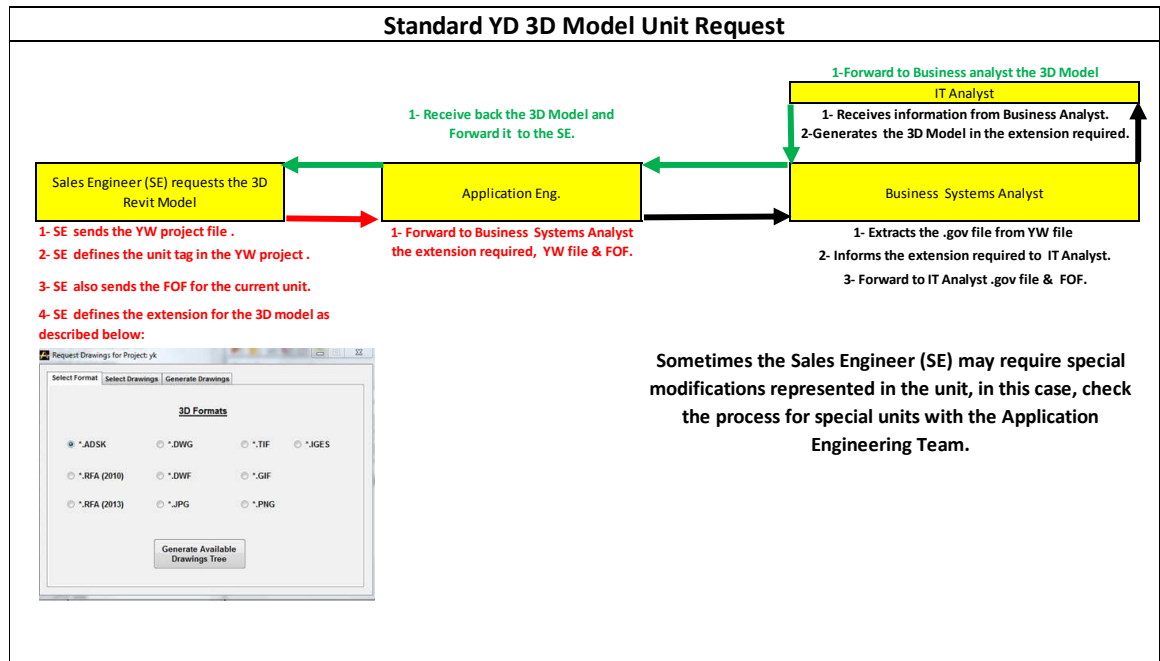 Standard YD 3D Model Unit Request
1-Forward to Business analyst the 3D Model
IT Analyst
1- Receives information from Business Analyst.
2-Generates the 3D Model in the extension required.
1- Receive back the 3D Model and
Forward it to the SE.
Sales Engineer (SE) requests the 3D
Revit Model
Application Eng.
Business Systems Analyst
1- SE sends the YW project file .
2- SE defines the unit tag in the YW project .
3- SE also sends the FOF for the current unit.
4- SE defines the extension for the 3D model as
described below:
1- Forward to Business Systems Analyst
the extension required, YW file & FOF.
1- Extracts the .gov file from YW file
2- Informs the extension required to IT Analyst.
3- Forward to IT Analyst .gov file & FOF.
Request Drawings for Project: yk
Select Format Select Drawings Generate Drawings
3D Formats
*.ADSK *.DWG *.TIF *.IGES
*.RFA (2010) *.DWF *.GIF
*.RFA (2013) *.JPG *.PNG
Generate Available
Drawings Tree
Sometimes the Sales Engineer (SE) may require special
modifications represented in the unit, in this case, check
the process for special units with the Application
Engineering Team.